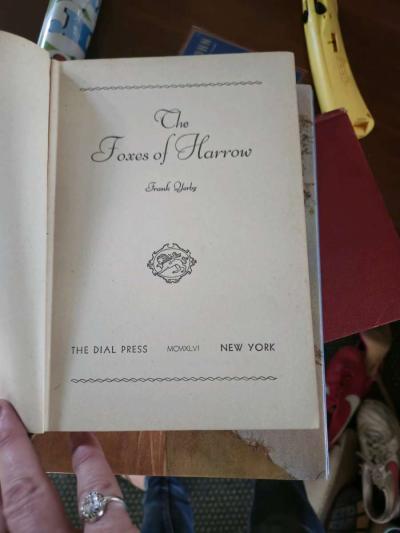 The
Foxes of Harrow
Frank Yerby
THE DIAL PRESS MCMXLVI NEW YORK